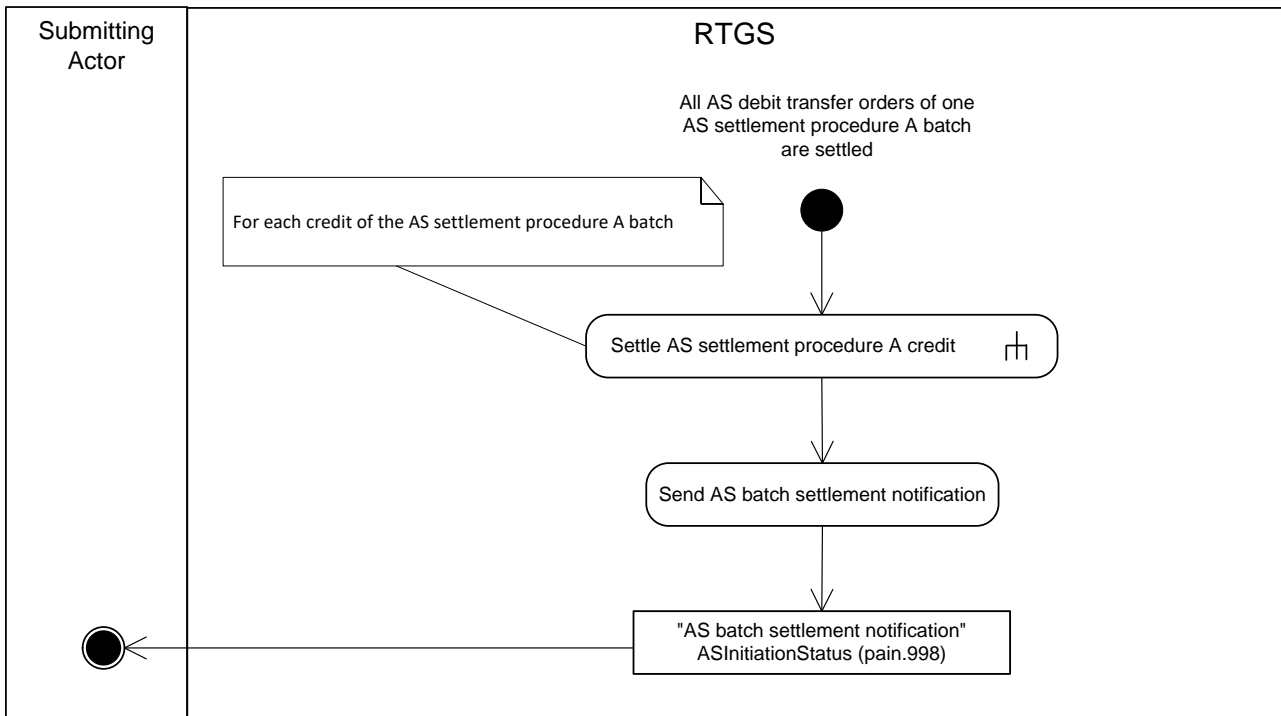 Submitting
Actor
RTGS
All AS debit transfer orders of one
AS settlement procedure A batch
are settled
For each credit of the AS settlement procedure A batch
Settle AS settlement procedure A credit
Send AS batch settlement notification
"AS batch settlement notification"
ASInitiationStatus (pain.998)